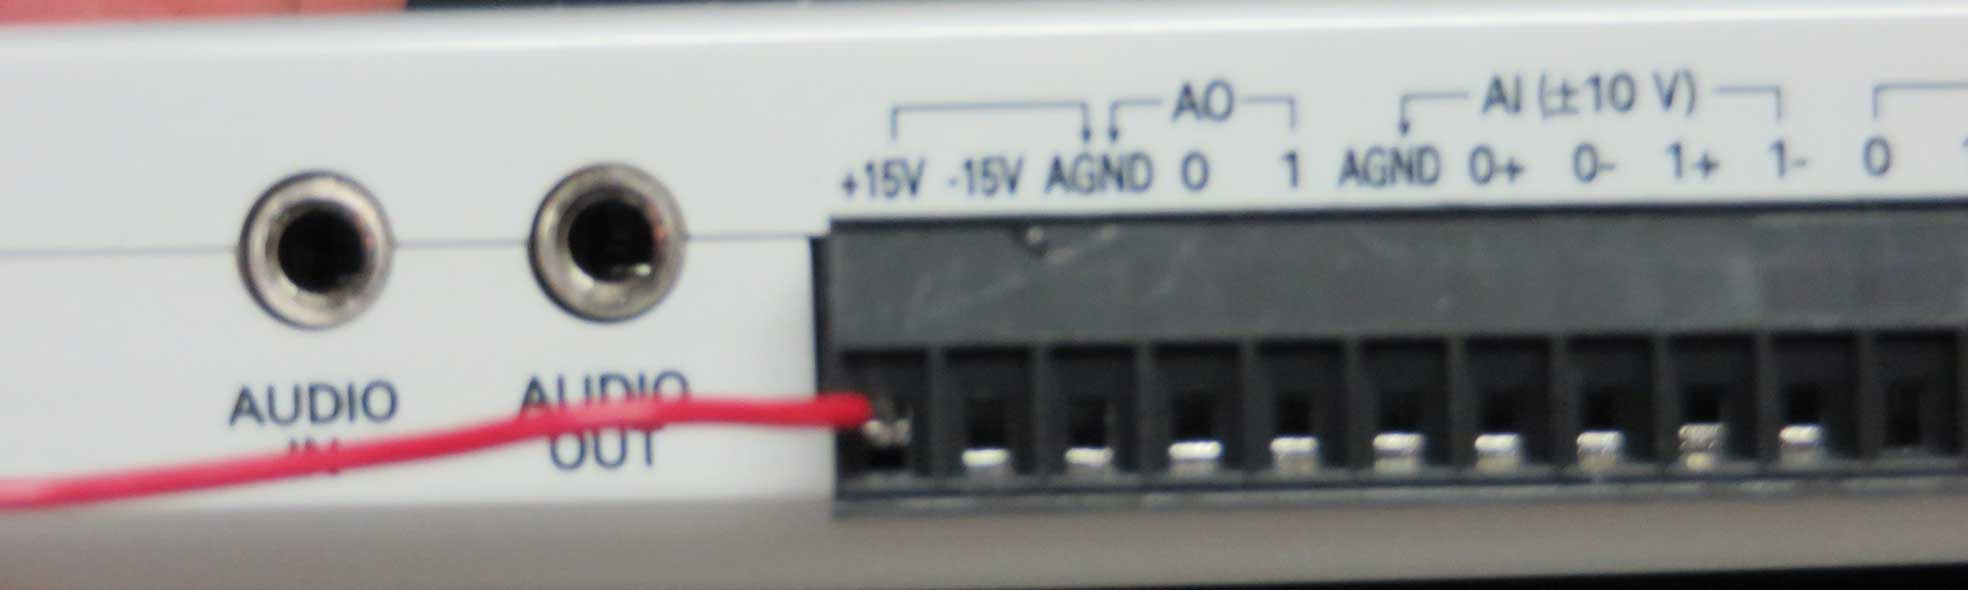 AO AI (±10 V)
+15V -15V AGND 0 1 AGND 0+ 0- 1+ 1- 0
AUDIO IN
AUDIO OUT